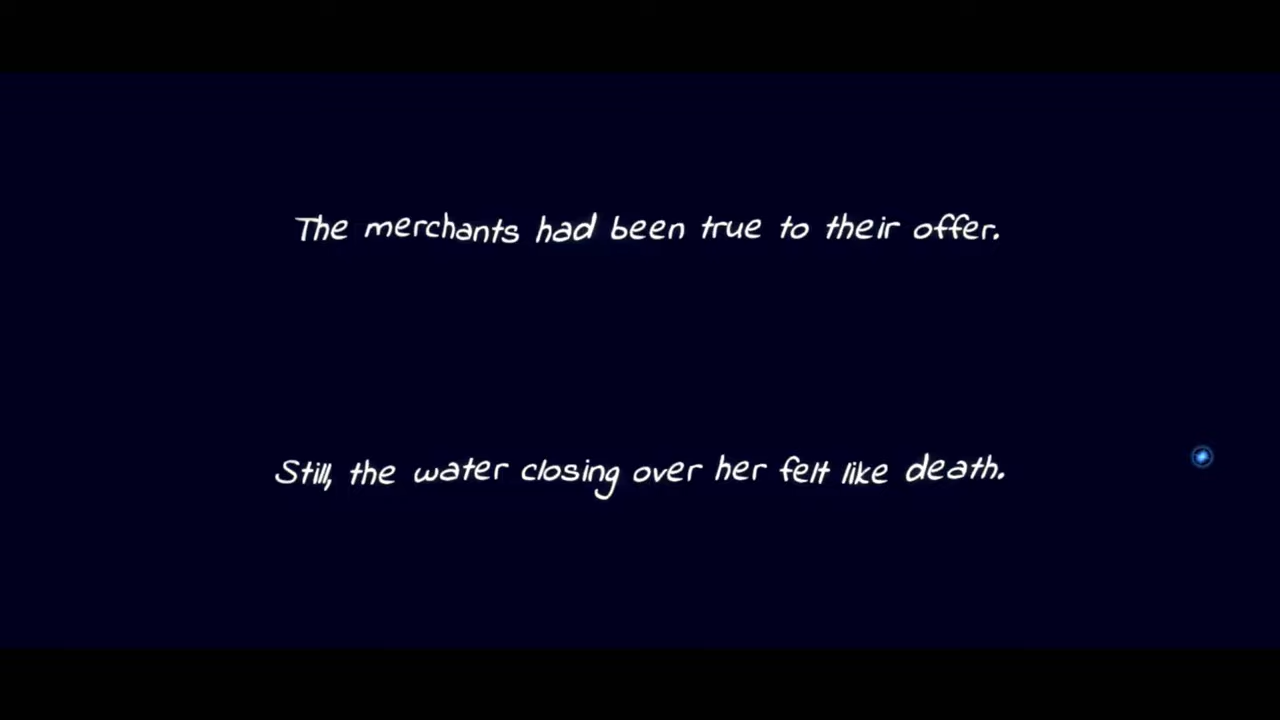 The merchants had been true to their offer.
Still, the water closing over her felt like death.